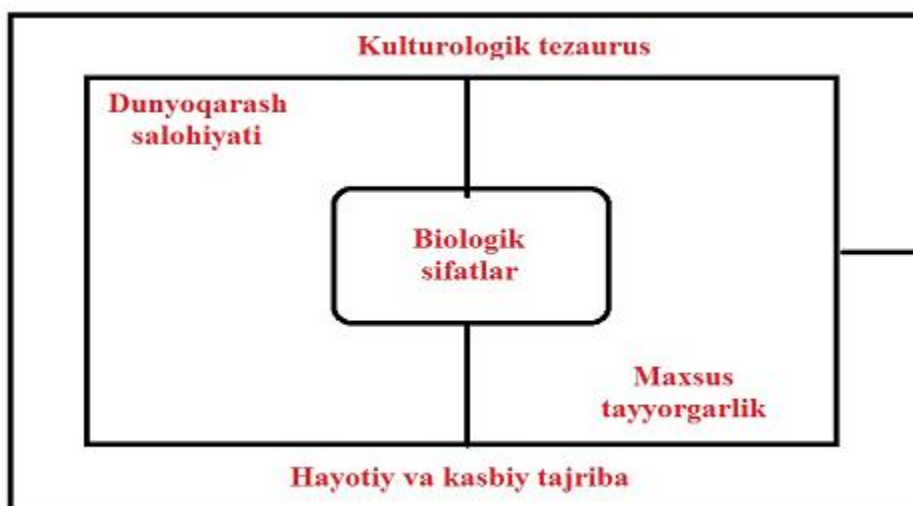 Kulturologik tezaurus
Dunyoqarash
salohiyati
Biologik
sifatlar
Maxsus
tayyorgarlik
Hayotiy va kasbiy tajriba